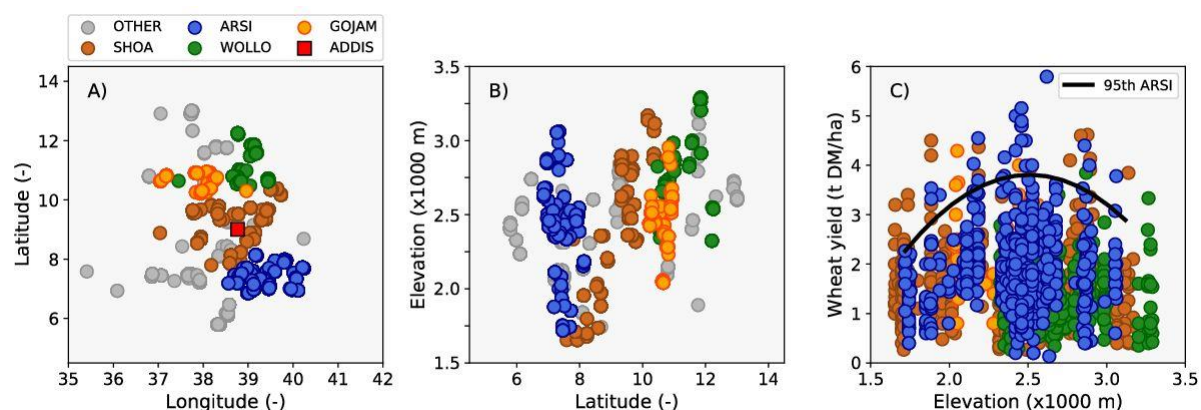 OTHER ARSI GOJAM
SHOA WOLLO ADDIS
A)
14
12
10
8
6
Latitude (-)
35 36 37 38 39 40 41 42
Longitude (-)
B)
3.5
3.0
2.5
2.0
1.5
Elevation (x1000 m)
6 8 10 12 14
Latitude (-)
C)
95th ARSI
6
5
4
3
2
1
0
Wheat yield (t DM/ha)
1.5 2.0 2.5 3.0 3.5
Elevation (x1000 m)